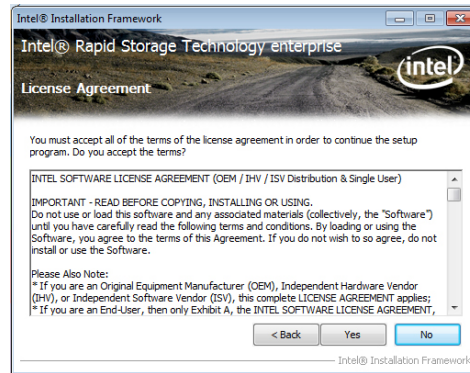 Intel® Installation Framework
Intel® Rapid Storage Technology enterprise
intel
License Agreement
You must accept all of the terms of the license agreement in order to continue the setup
program. Do you accept the terms?
INTEL SOFTWARE LICENSE AGREEMENT (OEM / IHV / ISV Distribution & Single User)
IMPORTANT - READ BEFORE COPYING, INSTALLING OR USING.
Do not use or load this software and any associated materials (collectively, the "Software")
until you have carefully read the following terms and conditions. By loading or using the
Software, you agree to the terms of this Agreement. If you do not wish to so agree, do not
install or use the Software.
Please Also Note:
* If you are an Original Equipment Manufacturer (OEM), Independent Hardware Vendor
(IHV), or Independent Software Vendor (ISV), this complete LICENSE AGREEMENT applies;
* If you are an End-User, then only Exhibit A, the INTEL SOFTWARE LICENSE AGREEMENT,
< Back Yes No
Intel® Installation Framework